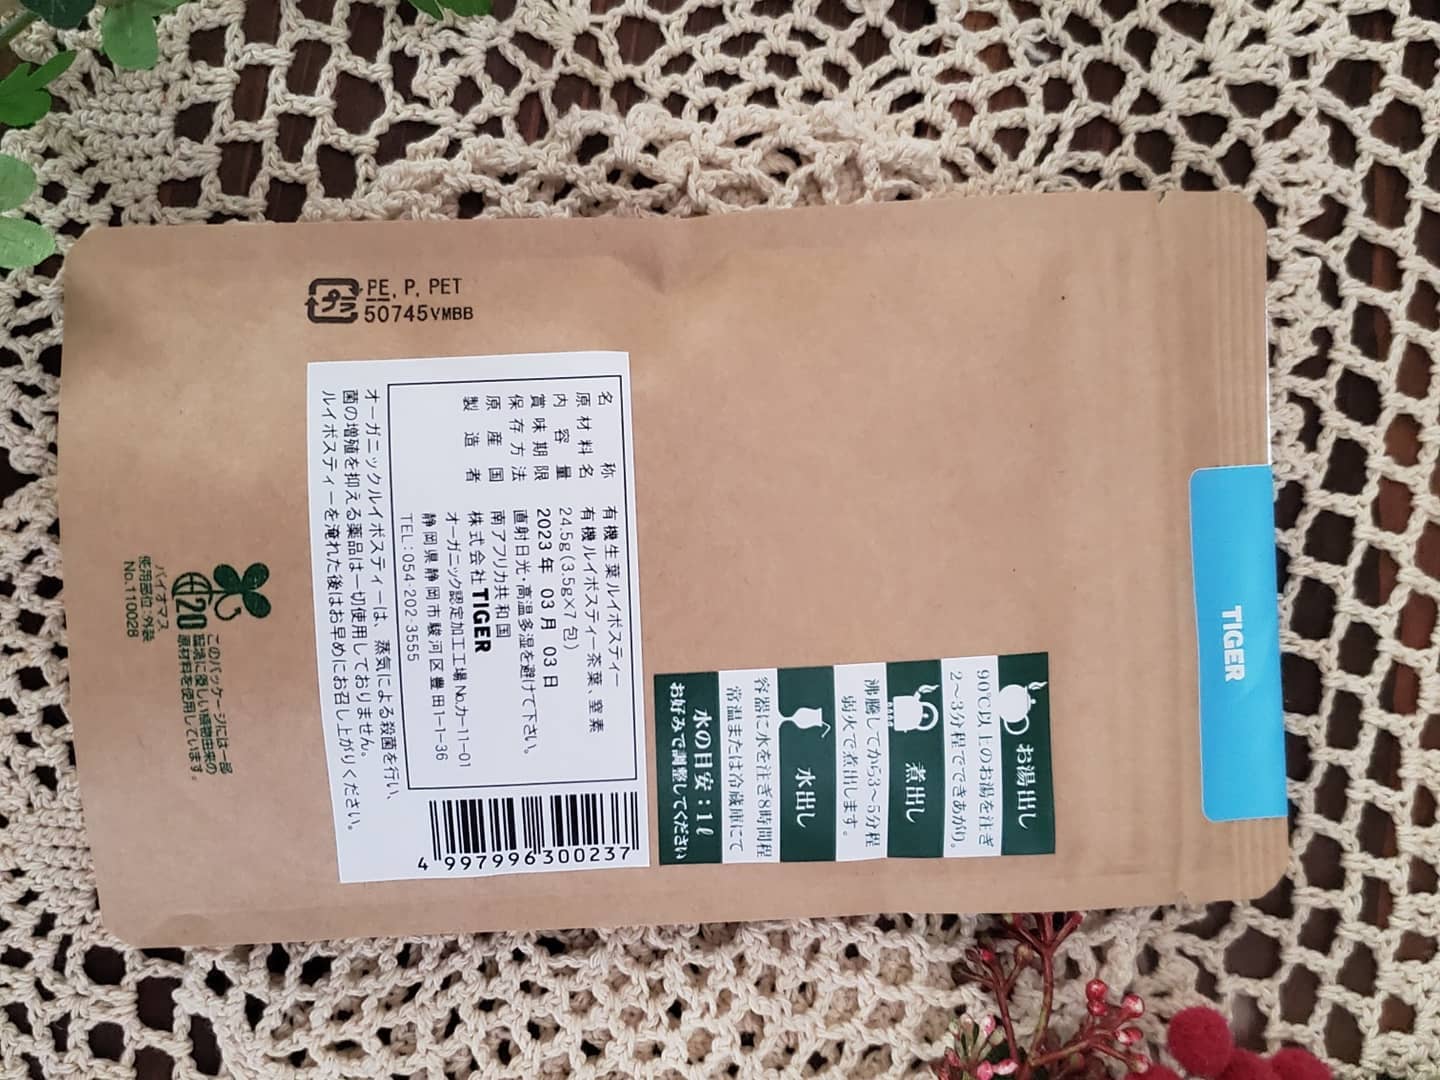 TIGER
お湯出し
90℃以上のお湯を注ぎ
2〜3分程でできあがり。
煮出し
沸騰してから3〜5分程
弱火で煮出します。
水出し
容器に水を注ぎ8時間程
常温または冷蔵庫にて
水の目安：1ℓ
お好みで調整してください
PE, P, PET
プラ
50745VMBB
名称 有機生葉ルイボスティー
原材料名 有機ルイボスティー茶葉、窒素
内容量 24.5g(3.5g×7包)
賞味期限 2023年 03月 03日
保存方法 直射日光・高温多湿を避けて下さい。
原産国 南アフリカ共和国
製造者 株式会社TIGER
オーガニック認定加工工場 No.カ-11-01
静岡県静岡市駿河区豊田1-1-36
TEL:054-202-3555
オーガニックルイボスティーは、蒸気による殺菌を行い、
菌の増殖を抑える薬品は一切使用しておりません。
ルイボスティーを淹れた後はお早めにお召し上がりください。
4 997996 300237
20
バイオマス
使用部位:外装
No.110028
このパッケージには一部
環境に楽しい植物由来の
原材料を使用しています。